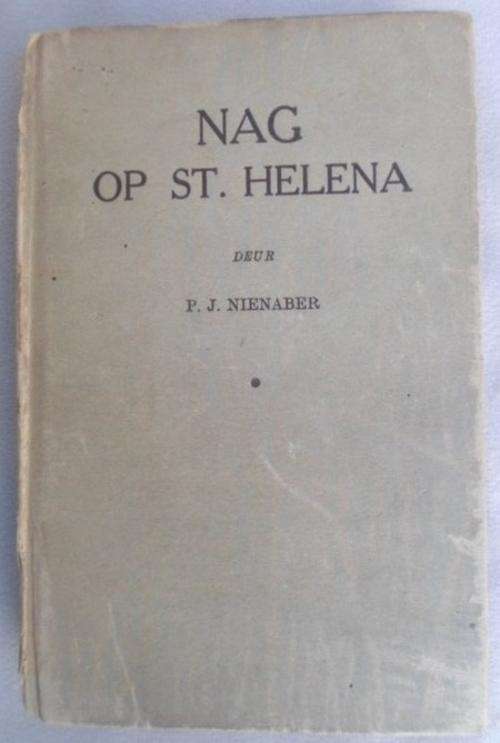 NAG
OP ST. HELENA
DEUR
P. J. NIENABER